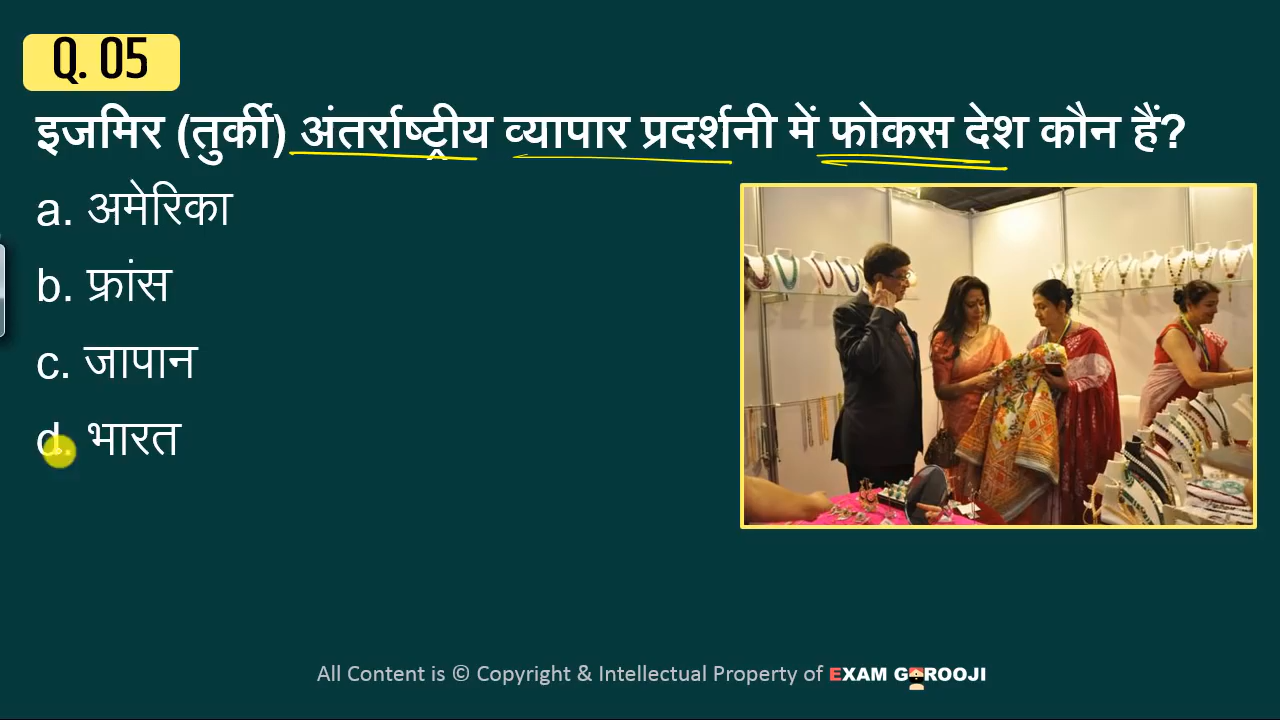 Q. 05
इजमिर (तुर्की) अंतर्राष्ट्रीय व्यापार प्रदर्शनी में फोकस देश कौन हैं?
a. अमेरिका
b. फ्रांस
c. जापान
d. भारत
All Content is © Copyright & Intellectual Property of EXAM GUROOJI